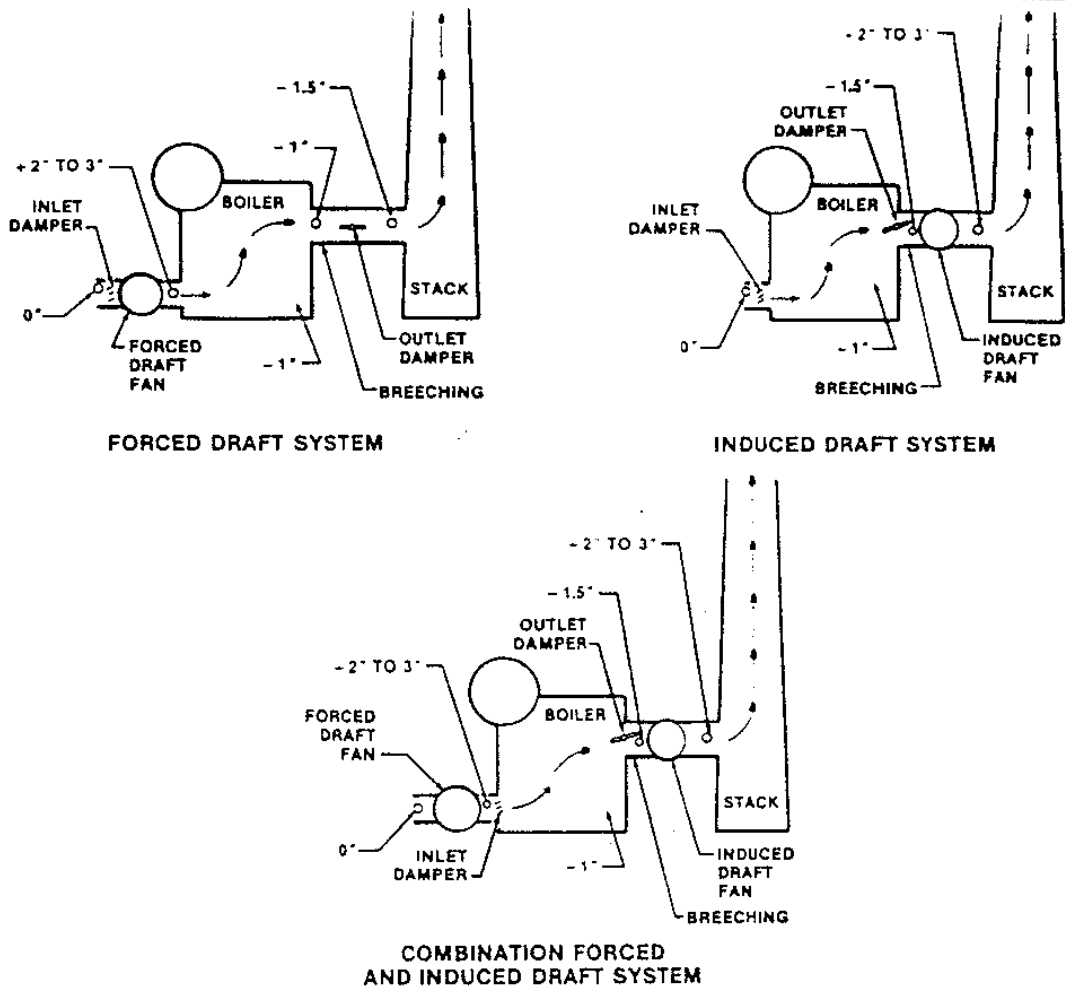 - 1.5"
- 1"
+2" TO 3"
INLET
DAMPER
BOILER
0"
STACK
FORCED
DRAFT
FAN
- 1"
OUTLET
DAMPER
BREECHING
FORCED DRAFT SYSTEM
- 2" TO 3"
- 1.5"
OUTLET
DAMPER
INLET
DAMPER
BOILER
STACK
0"
- 1"
BREECHING
INDUCED
DRAFT
FAN
INDUCED DRAFT SYSTEM
- 2" TO 3"
- 1.5"
OUTLET
DAMPER
- 2" TO 3"
FORCED
DRAFT
FAN
BOILER
STACK
0"
INLET
DAMPER
- 1"
INDUCED
DRAFT
FAN
BREECHING
COMBINATION FORCED
AND INDUCED DRAFT SYSTEM